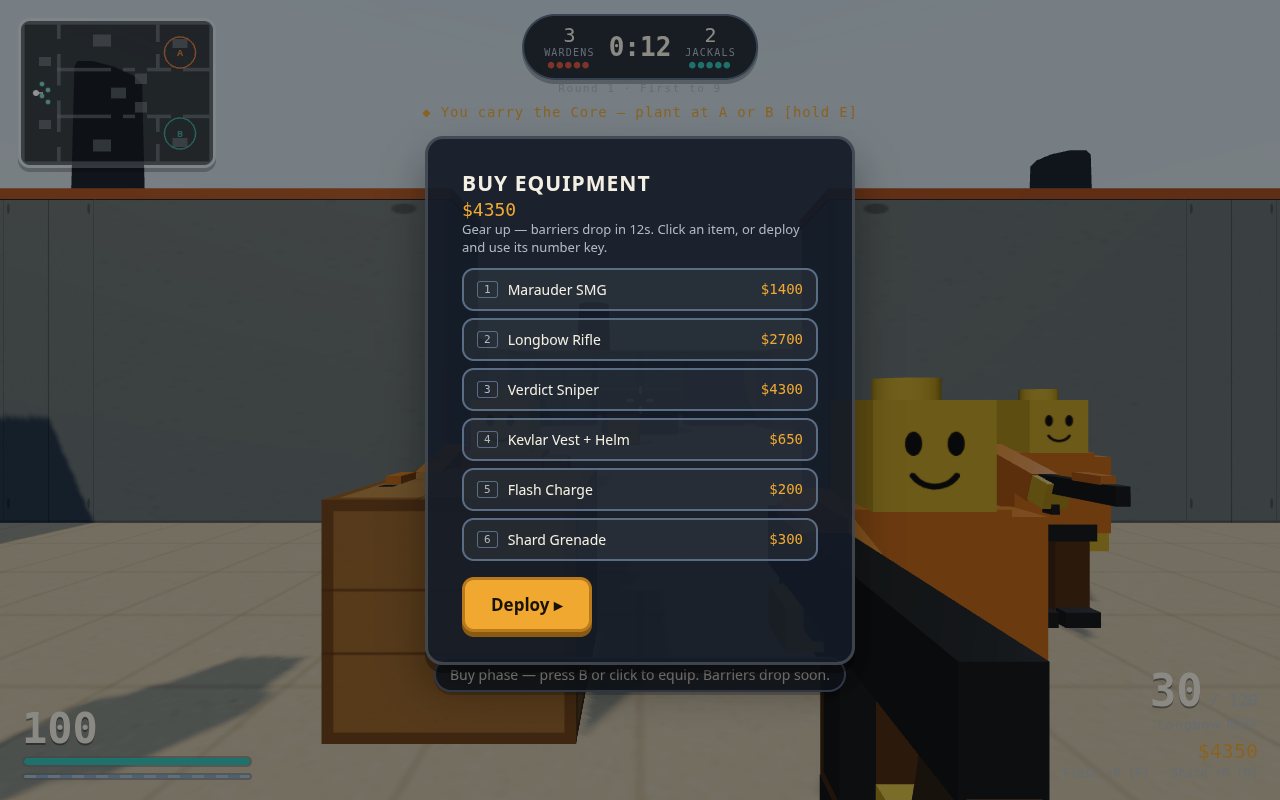 3
WARDENS
0:12
2
JACKALS
Round 1 · First to 9
◆ You carry the Core — plant at A or B [hold E]
A
B
BUY EQUIPMENT
$4350
Gear up — barriers drop in 12s. Click an item, or deploy
and use its number key.
1 Marauder SMG $1400
2 Longbow Rifle $2700
3 Verdict Sniper $4300
4 Kevlar Vest + Helm $650
5 Flash Charge $200
6 Shard Grenade $300
Deploy ▸
Buy phase — press B or click to equip. Barriers drop soon.
100
30
$4350